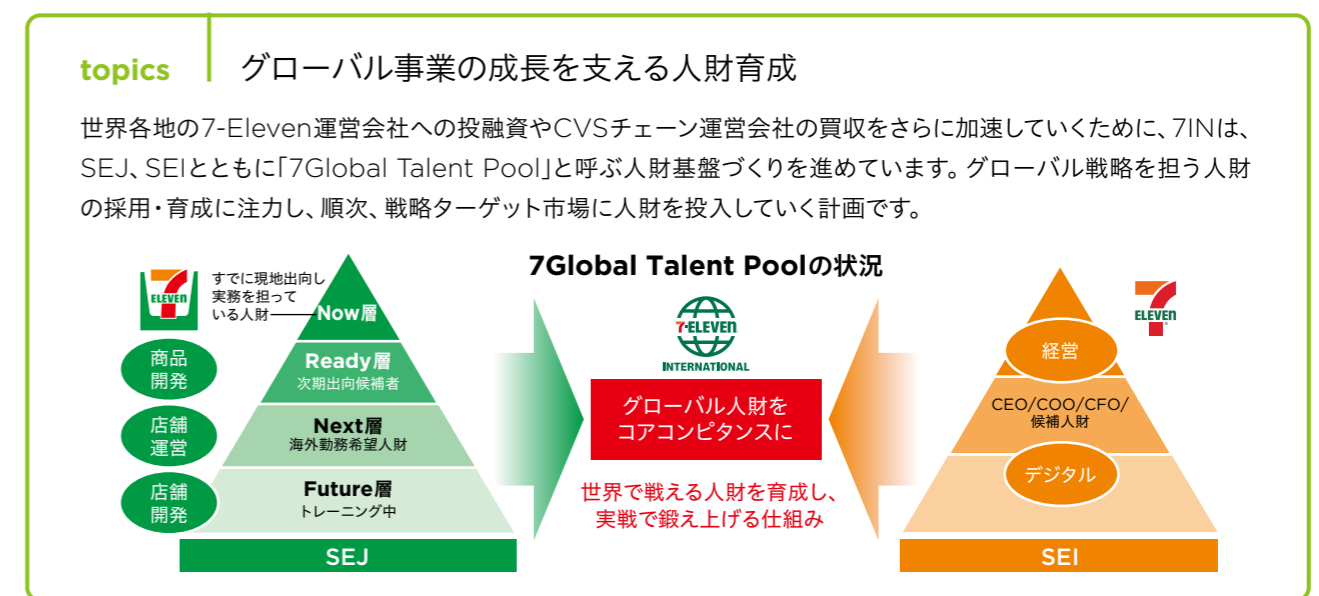 topics
グローバル事業の成長を支える人財育成
世界各地の7-Eleven運営会社への投融資やCVSチェーン運営会社の買収をさらに加速していくために、7INは、
SEJ、SEIとともに「7Global Talent Pool」と呼ぶ人財基盤づくりを進めています。グローバル戦略を担う人財
の採用・育成に注力し、順次、戦略ターゲット市場に人財を投入していく計画です。
7Global Talent Poolの状況
ELEVEn
すでに現地出向し
実務を担って
いる人財
Now層
商品
開発
Ready層
次期出向候補者
店舗
運営
Next層
海外勤務希望人財
店舗
開発
Future層
トレーニング中
SEJ
7-ELEVEn
INTERNATIONAL
グローバル人財を
コアコンピタンスに
世界で戦える人財を育成し、
実戦で鍛え上げる仕組み
ELEVEn
経営
CEO/COO/CFO/
候補人財
デジタル
SEI